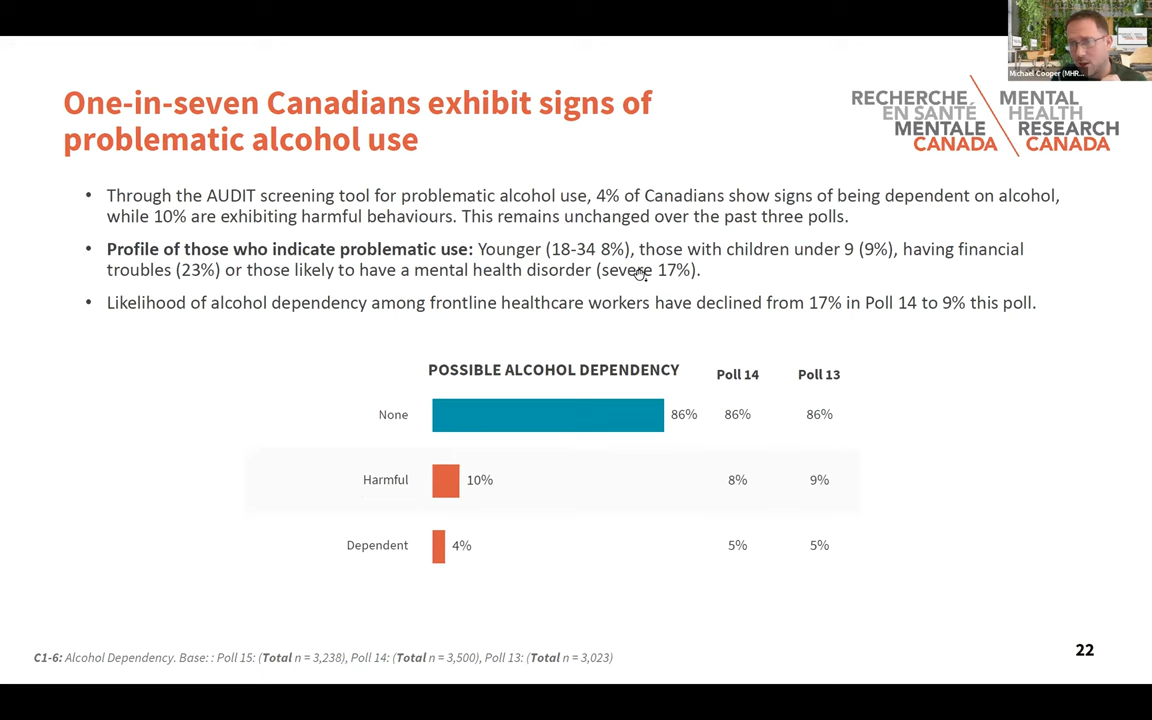 Michael Cooper (MHR...
One-in-seven Canadians exhibit signs of
problematic alcohol use
RECHERCHE
EN SANTÉ
MENTALE
CANADA
MENTAL
HEALTH
RESEARCH
CANADA
• Through the AUDIT screening tool for problematic alcohol use, 4% of Canadians show signs of being dependent on alcohol,
while 10% are exhibiting harmful behaviours. This remains unchanged over the past three polls.
• Profile of those who indicate problematic use: Younger (18-34 8%), those with children under 9 (9%), having financial
troubles (23%) or those likely to have a mental health disorder (severe 17%).
• Likelihood of alcohol dependency among frontline healthcare workers have declined from 17% in Poll 14 to 9% this poll.
POSSIBLE ALCOHOL DEPENDENCY Poll 14 Poll 13
None 86% 86% 86%
Harmful 10% 8% 9%
Dependent 4% 5% 5%
C1-6: Alcohol Dependency. Base: : Poll 15: (Total n = 3,238), Poll 14: (Total n = 3,500), Poll 13: (Total n = 3,023)
22